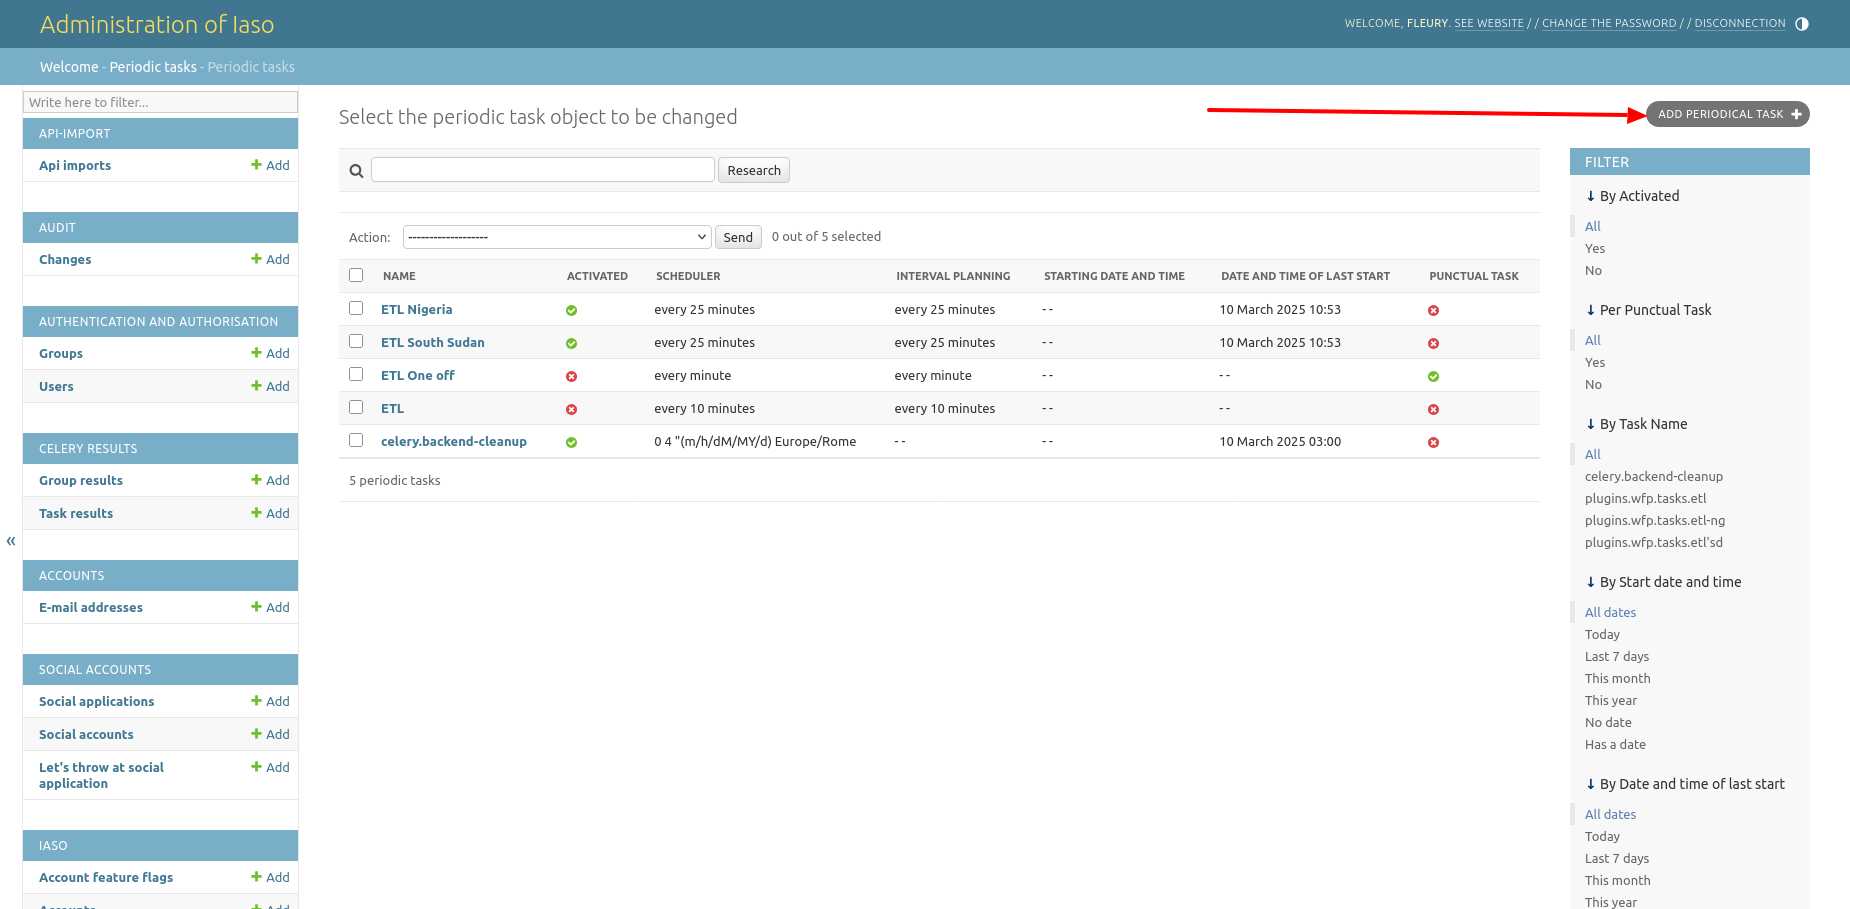 Administration of Iaso
WELCOME, FLEURY. SEE WEBSITE / / CHANGE THE PASSWORD / / DISCONNECTION
Welcome - Periodic tasks - Periodic tasks
Write here to filter...
API-IMPORT
Api imports Add
AUDIT
Changes Add
AUTHENTICATION AND AUTHORISATION
Groups Add
Users Add
CELERY RESULTS
Group results Add
Task results Add
«
ACCOUNTS
E-mail addresses Add
SOCIAL ACCOUNTS
Social applications Add
Social accounts Add
Let's throw at social
application Add
IASO
Account feature flags Add
Accounts Add
Select the periodic task object to be changed
ADD PERIODICAL TASK +
Research
Action: ------------------- Send 0 out of 5 selected
NAME ACTIVATED SCHEDULER INTERVAL PLANNING STARTING DATE AND TIME DATE AND TIME OF LAST START PUNCTUAL TASK
ETL Nigeria every 25 minutes every 25 minutes - - 10 March 2025 10:53
ETL South Sudan every 25 minutes every 25 minutes - - 10 March 2025 10:53
ETL One off every minute every minute - - - -
ETL every 10 minutes every 10 minutes - - - -
celery.backend-cleanup 0 4 "(m/h/dM/MY/d) Europe/Rome - - - - 10 March 2025 03:00
5 periodic tasks
FILTER
↓ By Activated
All
Yes
No
↓ Per Punctual Task
All
Yes
No
↓ By Task Name
All
celery.backend-cleanup
plugins.wfp.tasks.etl
plugins.wfp.tasks.etl-ng
plugins.wfp.tasks.etl'sd
↓ By Start date and time
All dates
Today
Last 7 days
This month
This year
No date
Has a date
↓ By Date and time of last start
All dates
Today
Last 7 days
This month
This year